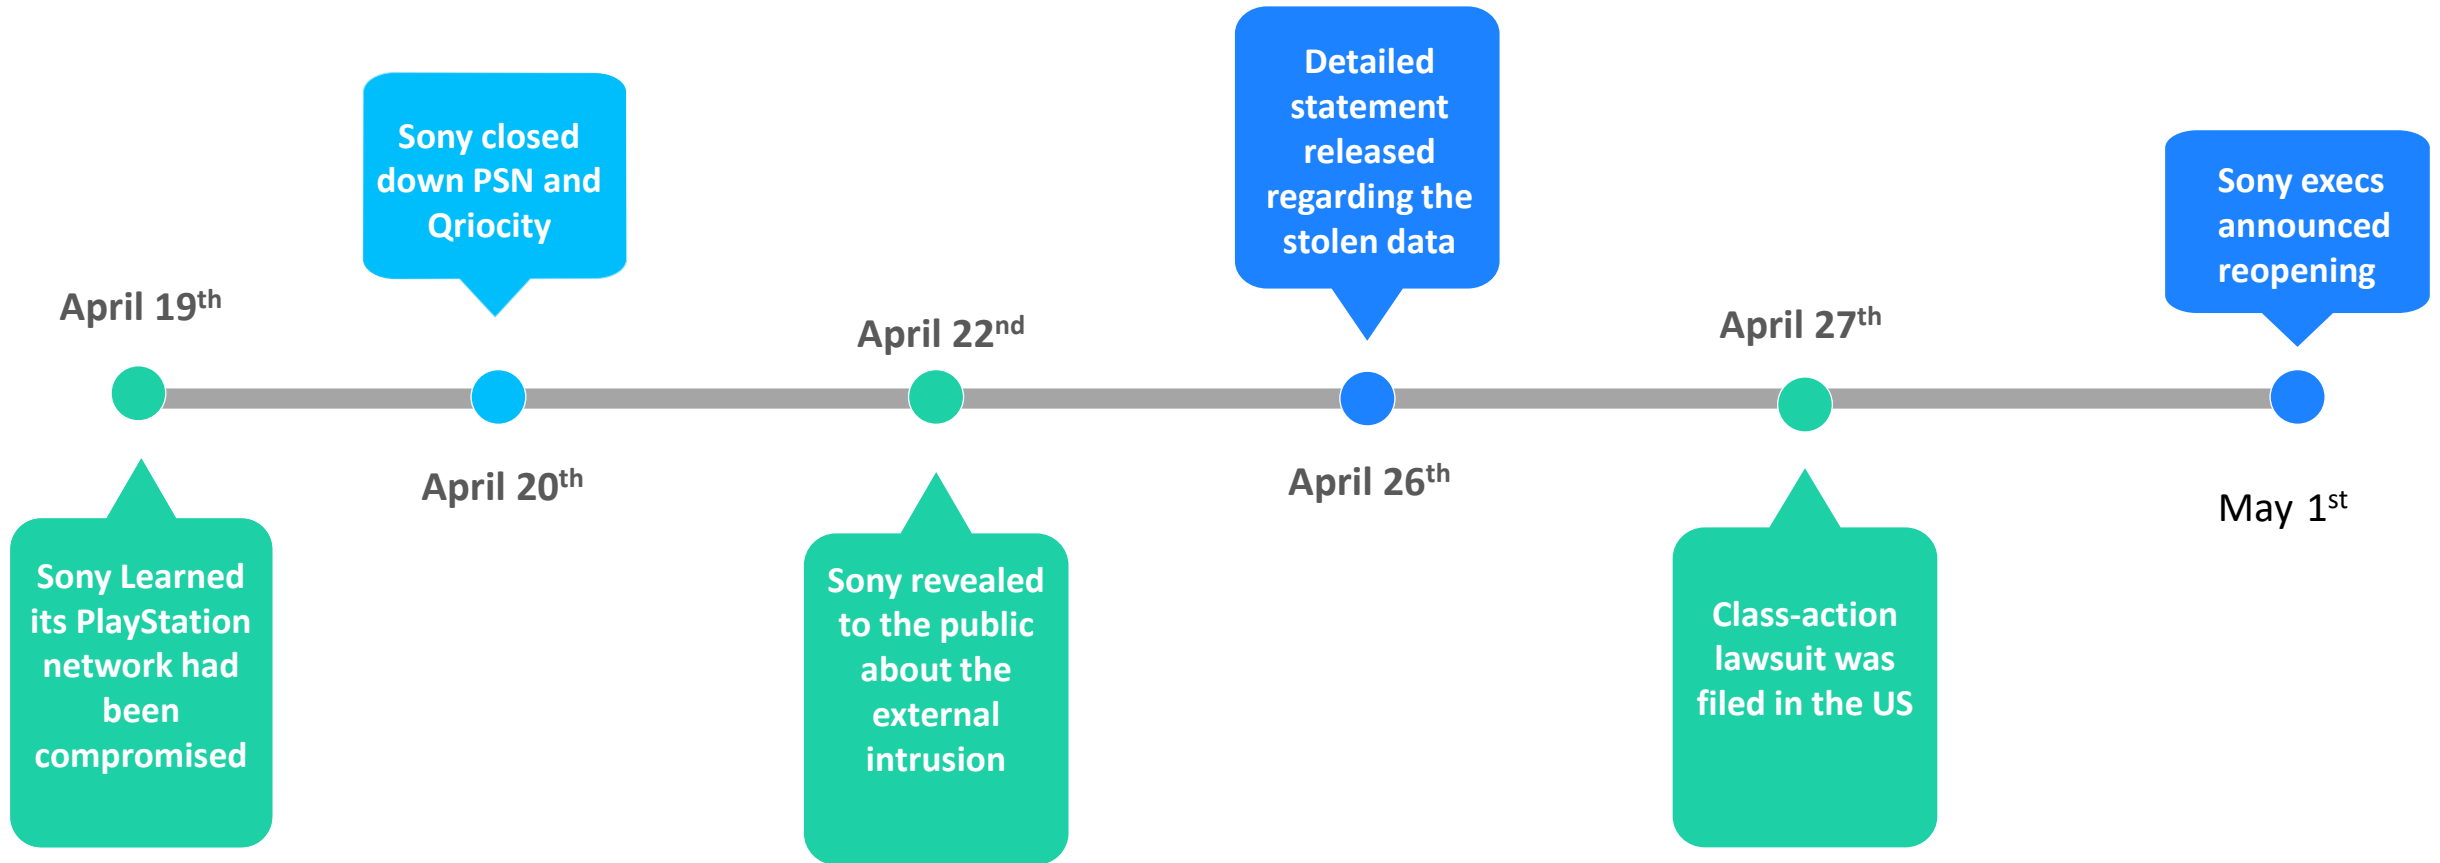 April 19th
Sony Learned
its PlayStation
network had
been
compromised
Sony closed
down PSN and
Qriocity
April 20th
April 22nd
Sony revealed
to the public
about the
external
intrusion
Detailed
statement
released
regarding the
stolen data
April 26th
April 27th
Class-action
lawsuit was
filed in the US
Sony execs
announced
reopening
May 1st